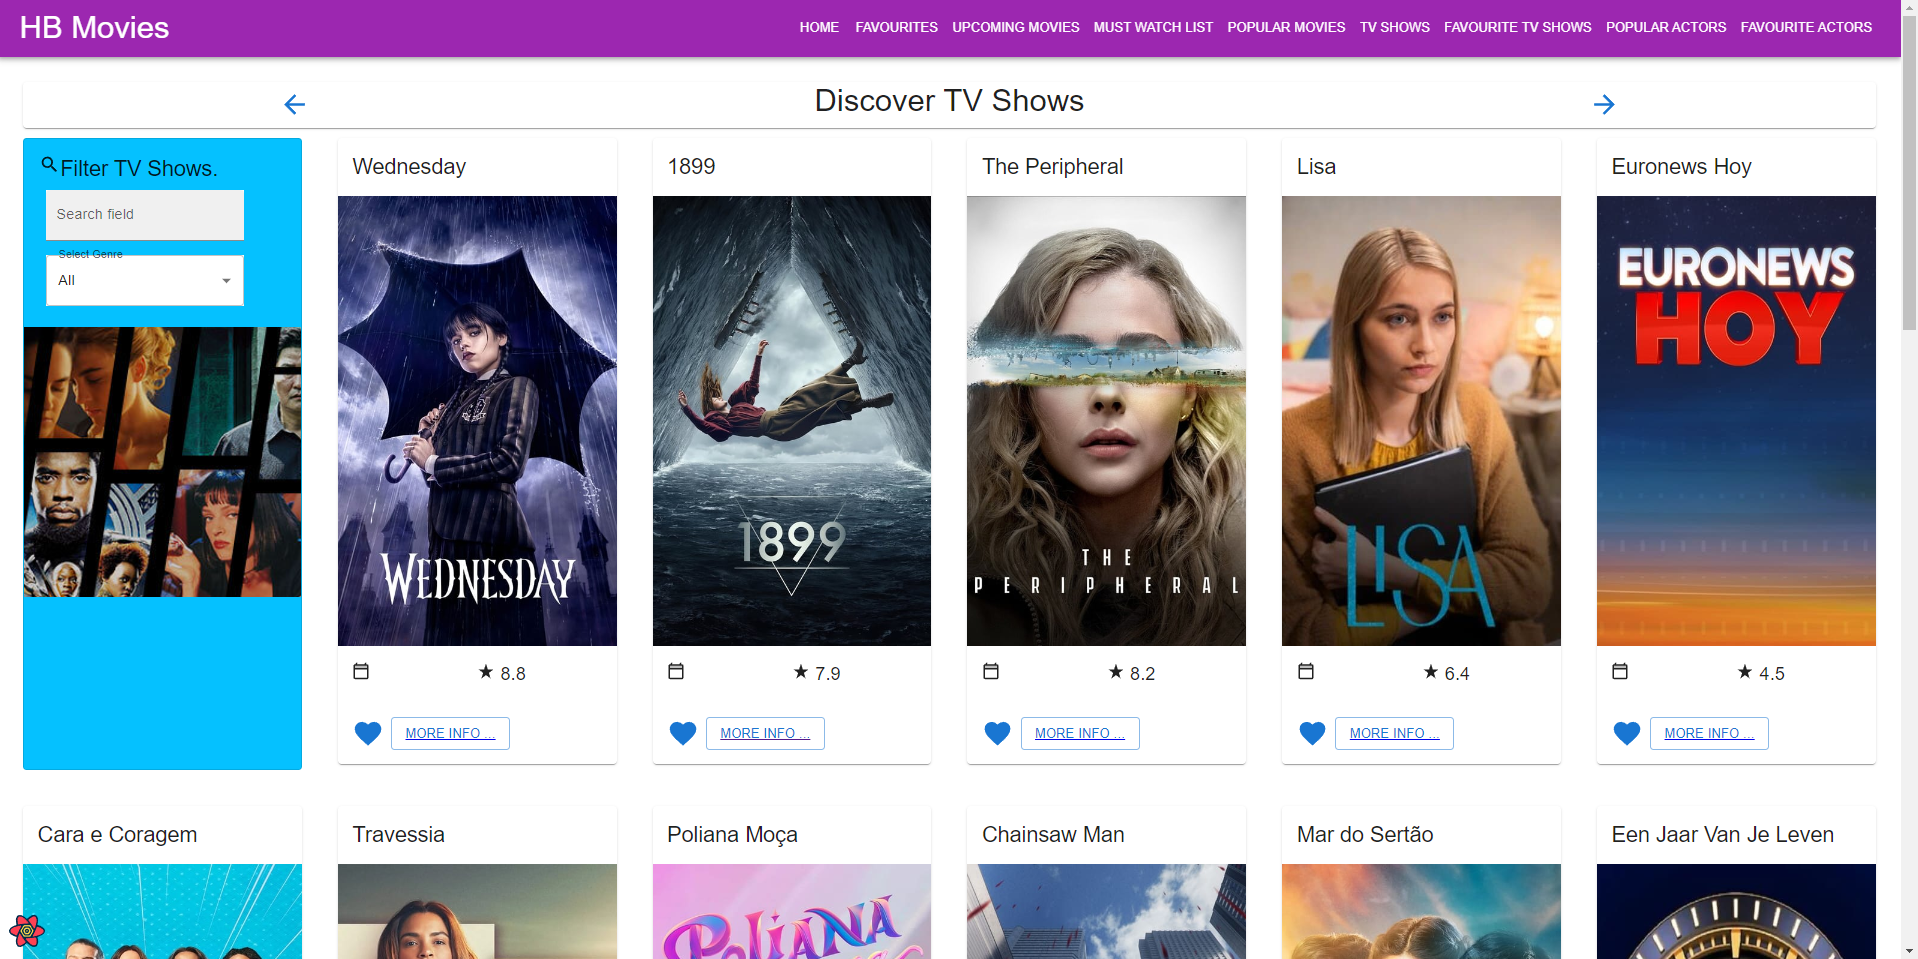 HB Movies
HOME FAVOURITES UPCOMING MOVIES MUST WATCH LIST POPULAR MOVIES TV SHOWS FAVOURITE TV SHOWS POPULAR ACTORS FAVOURITE ACTORS
Discover TV Shows
Filter TV Shows.
Search field
Select Genre
All
Wednesday
WEDNESDAY
8.8
MORE INFO ...
1899
1899
7.9
MORE INFO ...
The Peripheral
THE
PERIPHERAL
8.2
MORE INFO ...
Lisa
LISA
6.4
MORE INFO ...
Euronews Hoy
EURONEWS
HOY
4.5
MORE INFO ...
Cara e Coragem
Travessia
Poliana Moça
POLIANA
Chainsaw Man
Mar do Sertão
Een Jaar Van Je Leven